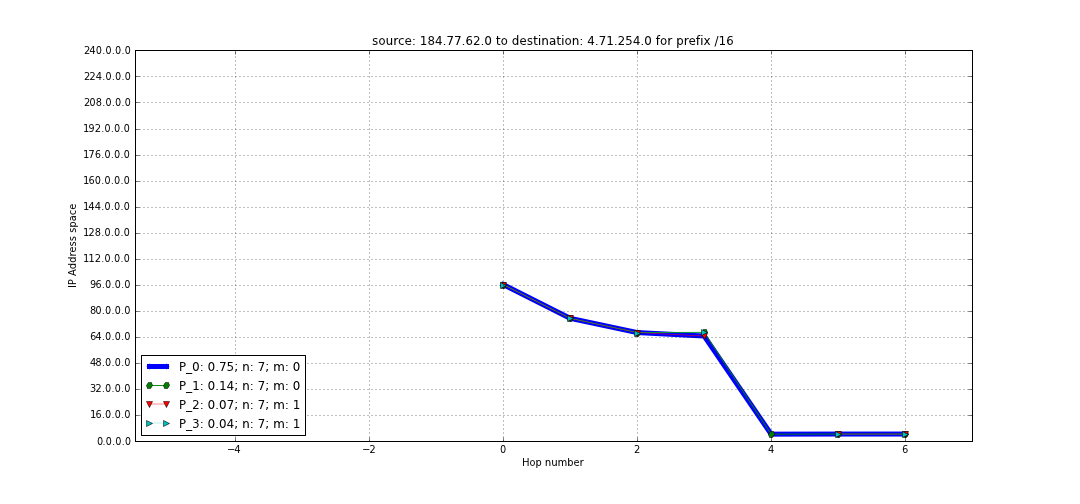 source: 184.77.62.0 to destination: 4.71.254.0 for prefix /16
240.0.0.0
224.0.0.0
208.0.0.0
192.0.0.0
176.0.0.0
160.0.0.0
144.0.0.0
128.0.0.0
112.0.0.0
96.0.0.0
80.0.0.0
64.0.0.0
48.0.0.0
32.0.0.0
16.0.0.0
0.0.0.0
IP Address space
P_0: 0.75; n: 7; m: 0
P_1: 0.14; n: 7; m: 0
P_2: 0.07; n: 7; m: 1
P_3: 0.04; n: 7; m: 1
−4 −2 0 2 4 6
Hop number